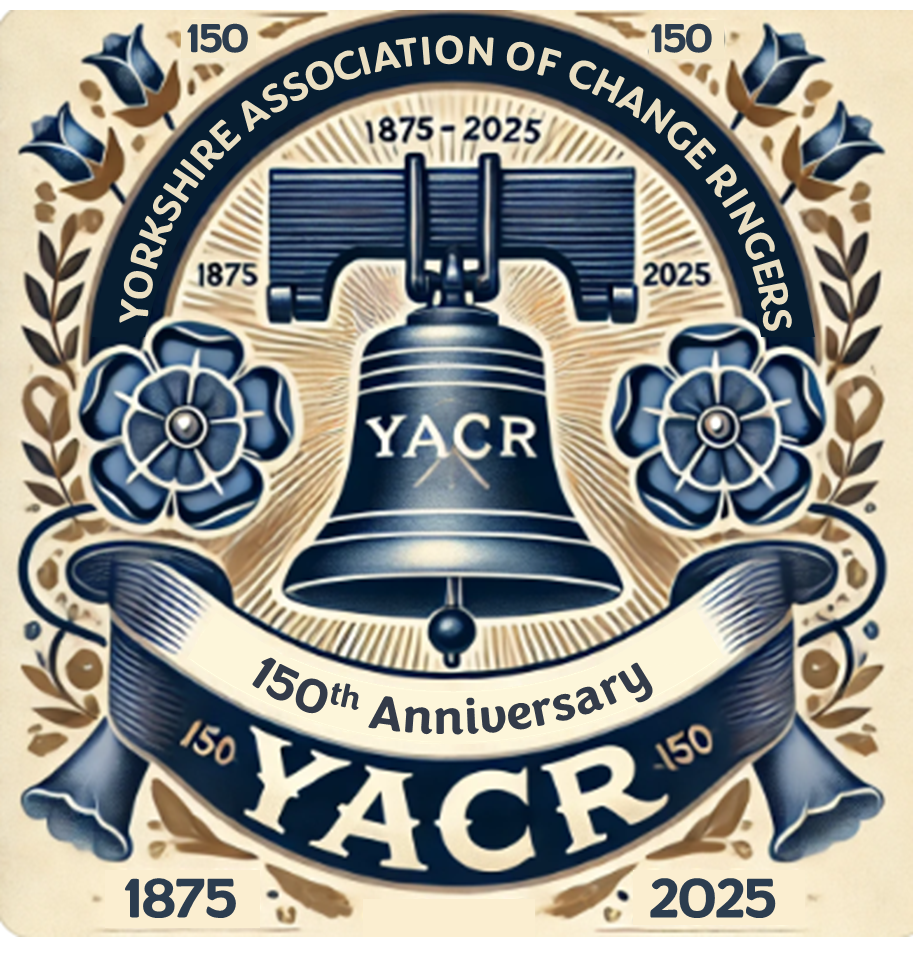 150
150
YORKSHIRE ASSOCIATION OF CHANGE RINGERS
1875-2025
1875
2025
YACR
150th Anniversary
150
YACR
150
1875
2025